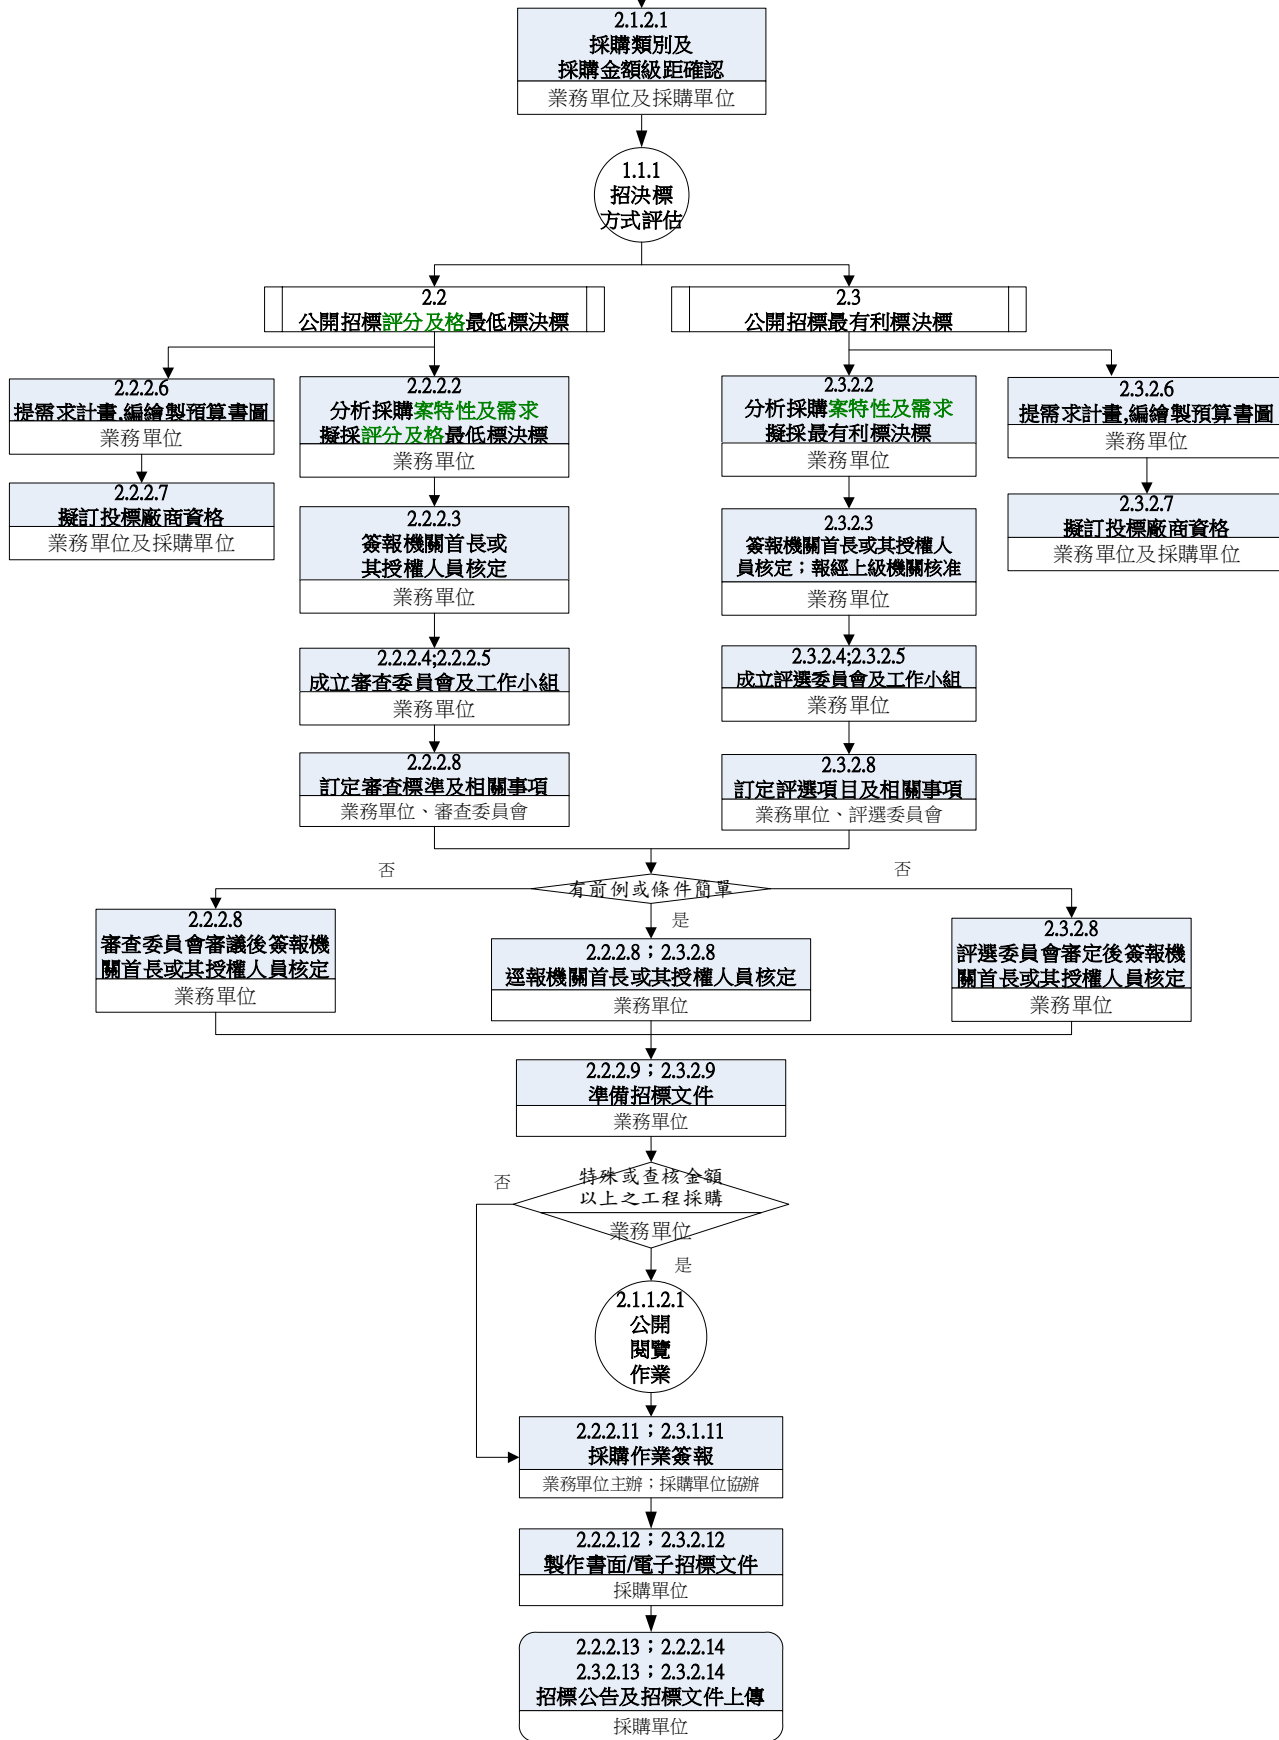 2.1.2.1
採購類別及
採購金額級距確認
業務單位及採購單位
1.1.1
招決標
方式評估
2.2
公開招標評分及格最低標決標
2.3
公開招標最有利標決標
2.2.2.6
提需求計畫,編繪製預算書圖
業務單位
2.2.2.7
擬訂投標廠商資格
業務單位及採購單位
2.2.2.2
分析採購案特性及需求
擬採評分及格最低標決標
業務單位
2.2.2.3
簽報機關首長或
其授權人員核定
業務單位
2.2.2.4;2.2.2.5
成立審查委員會及工作小組
業務單位
2.2.2.8
訂定審查標準及相關事項
業務單位、審查委員會
2.3.2.2
分析採購案特性及需求
擬採最有利標決標
業務單位
2.3.2.3
簽報機關首長或其授權人
員核定；報經上級機關核准
業務單位
2.3.2.4;2.3.2.5
成立評選委員會及工作小組
業務單位
2.3.2.8
訂定評選項目及相關事項
業務單位、評選委員會
2.3.2.6
提需求計畫,編繪製預算書圖
業務單位
2.3.2.7
擬訂投標廠商資格
業務單位及採購單位
否
有前例或條件簡單
否
是
2.2.2.8
審查委員會審議後簽報機
關首長或其授權人員核定
業務單位
2.2.2.8；2.3.2.8
逕報機關首長或其授權人員核定
業務單位
2.3.2.8
評選委員會審定後簽報機
關首長或其授權人員核定
業務單位
2.2.2.9；2.3.2.9
準備招標文件
業務單位
否
特殊或查核金額
以上之工程採購
業務單位
是
2.1.1.2.1
公開
閱覽
作業
2.2.2.11；2.3.1.11
採購作業簽報
業務單位主辦；採購單位協辦
2.2.2.12；2.3.2.12
製作書面/電子招標文件
採購單位
2.2.2.13；2.2.2.14
2.3.2.13；2.3.2.14
招標公告及招標文件上傳
採購單位